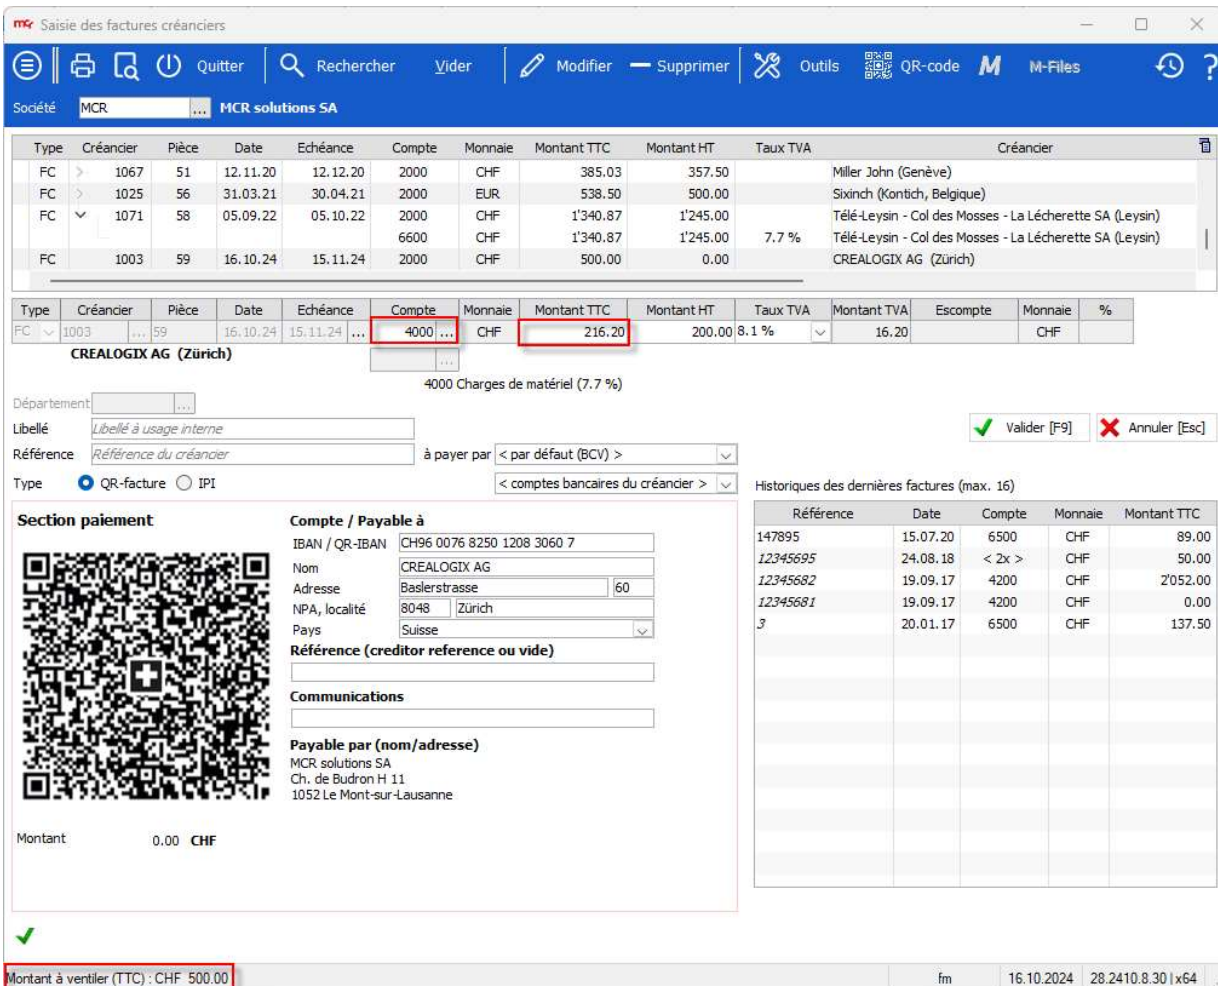 mcr Saisie des factures créanciers
Quitter Rechercher Vider Modifier Supprimer Outils QR-code M M-Files ?
Société MCR ... MCR solutions SA
Type Créancier Pièce Date Echéance Compte Monnaie Montant TTC Montant HT Taux TVA Créancier
FC > 1067 51 12.11.20 12.12.20 2000 CHF 385.03 357.50 Miller John (Genève)
FC > 1025 56 31.03.21 30.04.21 2000 EUR 538.50 500.00 Sixinch (Kontich, Belgique)
FC 1071 58 05.09.22 05.10.22 2000 CHF 1'340.87 1'245.00 Télé-Leysin - Col des Mosses - La Lécherette SA (Leysin)
6600 CHF 1'340.87 1'245.00 7.7 % Télé-Leysin - Col des Mosses - La Lécherette SA (Leysin)
FC 1003 59 16.10.24 15.11.24 2000 CHF 500.00 0.00 CREALOGIX AG (Zürich)
Type Créancier Pièce Date Echéance Compte Monnaie Montant TTC Montant HT Taux TVA Montant TVA Escompte Monnaie %
FC 1003 ... 59 16.10.24 15.11.24 ... 4000 ... CHF 216.20 200.00 8.1 % 16.20 CHF
CREALOGIX AG (Zürich) ...
4000 Charges de matériel (7.7 %)
Département ...
Libellé Libellé à usage interne Valider [F9] Annuler [Esc]
Référence Référence du créancier à payer par < par défaut (BCV) >
Type QR-facture IPI < comptes bancaires du créancier > Historiques des dernières factures (max. 16)
Section paiement
Compte / Payable à
IBAN / QR-IBAN CH96 0076 8250 1208 3060 7
Nom CREALOGIX AG
Adresse Baslerstrasse 60
NPA, localité 8048 Zürich
Pays Suisse
Référence (creditor reference ou vide)
Communications
Payable par (nom/adresse)
MCR solutions SA
Ch. de Budron H 11
1052 Le Mont-sur-Lausanne
Montant 0.00 CHF
Référence Date Compte Monnaie Montant TTC
147895 15.07.20 6500 CHF 89.00
12345695 24.08.18 < 2x > CHF 50.00
12345682 19.09.17 4200 CHF 2'052.00
12345681 19.09.17 4200 CHF 0.00
3 20.01.17 6500 CHF 137.50
Montant à ventiler (TTC) : CHF 500.00 fm 16.10.2024 28.2410.8.30 | x64